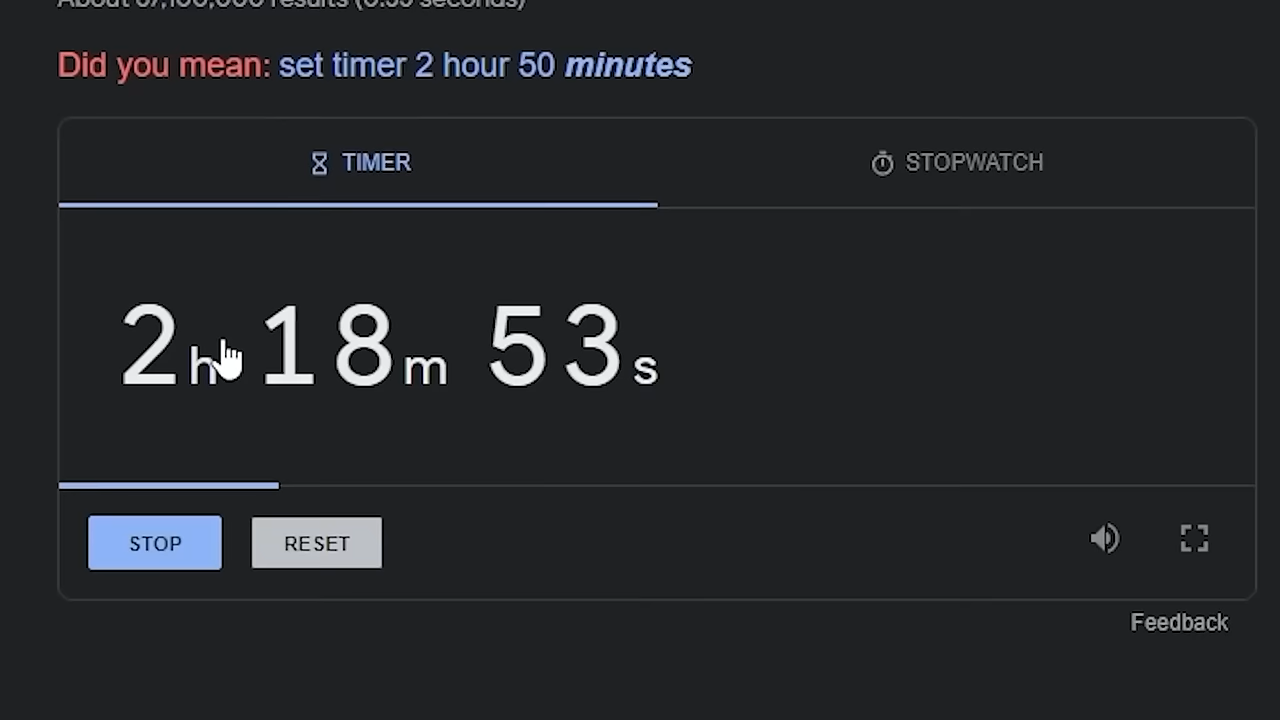 Did you mean: set timer 2 hour 50 minutes
TIMER
STOPWATCH
2h 18m 53s
STOP
RESET
Feedback